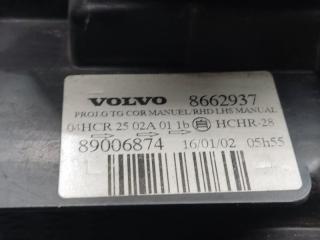 VOLVO 8662937
PROJ.G TG COR MANUEL/RHD LHS MANUAL
04HCR 25 02A 01 1b HCHR-28
89006874 16/01/02 05h55